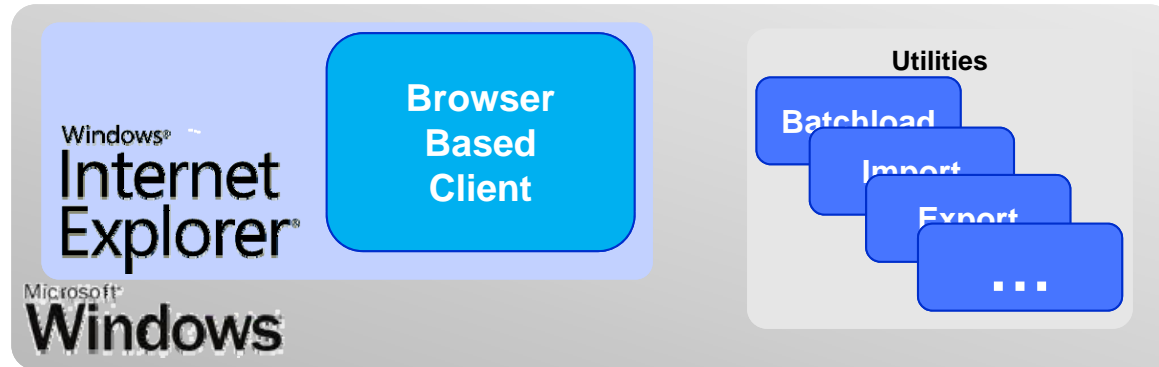 Windows®
Internet
Explorer®
Microsoft®
Windows
Browser
Based
Client
Utilities
Batchload
Import
Export
...